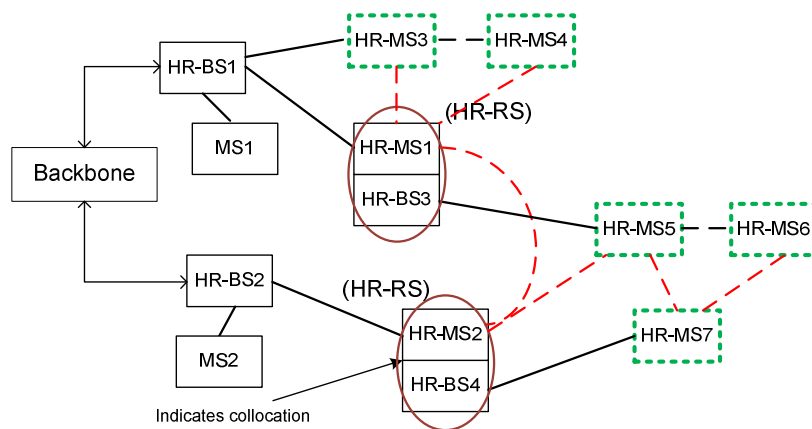 HR-MS3
HR-MS4
HR-BS1
(HR-RS)
MS1
HR-MS1
Backbone
HR-BS3
HR-MS5
HR-MS6
HR-BS2
(HR-RS)
HR-MS2
HR-MS7
MS2
HR-BS4
Indicates collocation